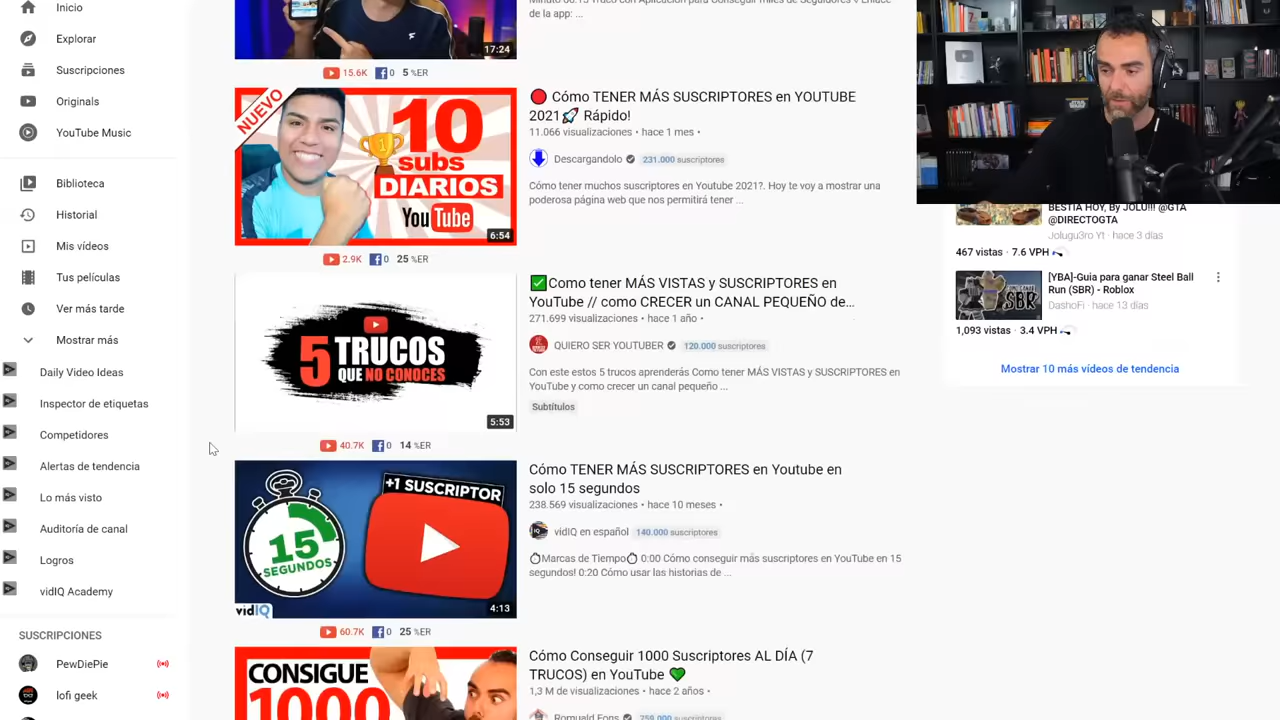 Inicio
Explorar
Suscripciones
Originals
YouTube Music
Biblioteca
Historial
Mis vídeos
Tus películas
Ver más tarde
Mostrar más
Daily Video Ideas
Inspector de etiquetas
Competidores
Alertas de tendencia
Lo más visto
Auditoría de canal
Logros
vidIQ Academy
SUSCRIPCIONES
PewDiePie
lofi geek
17:24
de la app: ...
15.6K 0 5 %ER
NUEVO
10
subs
DIARIOS
YouTube
6:54
🔴 Cómo TENER MÁS SUSCRIPTORES en YOUTUBE
2021🚀 Rápido!
11.066 visualizaciones • hace 1 mes •
Descargandolo 231.000 suscriptores
Cómo tener muchos suscriptores en Youtube 2021?. Hoy te voy a mostrar una
poderosa página web que nos permitirá tener ...
2.9K 0 25 %ER
5 TRUCOS
QUE NO CONOCES
5:53
✅Como tener MÁS VISTAS y SUSCRIPTORES en
YouTube // como CRECER un CANAL PEQUEÑO de...
271.699 visualizaciones • hace 1 año •
QUIERO SER YOUTUBER 120.000 suscriptores
Con este estos 5 trucos aprenderás Como tener MÁS VISTAS y SUSCRIPTORES en
YouTube y como crecer un canal pequeño ...
Subtítulos
40.7K 0 14 %ER
+1 SUSCRIPTOR
15
SEGUNDOS
vidIQ
4:13
Cómo TENER MÁS SUSCRIPTORES en Youtube en
solo 15 segundos
238.569 visualizaciones • hace 10 meses •
vidIQ en español 140.000 suscriptores
⏱Marcas de Tiempo⏱ 0:00 Cómo conseguir más suscriptores en YouTube en 15
segundos! 0:20 Cómo usar las historias de ...
60.7K 0 25 %ER
CONSIGUE
1000
Cómo Conseguir 1000 Suscriptores AL DÍA (7
TRUCOS) en YouTube 💚
1,3 M de visualizaciones • hace 2 años •
Romuald Fons 759.000 suscriptores
BESTIA HOY, By JOLU!!! @GTA
@DIRECTOGTA
Jolugu3ro Yt · hace 3 días
467 vistas · 7.6 VPH
[YBA]-Guia para ganar Steel Ball
Run (SBR) - Roblox
DashoFi · hace 13 días
1,093 vistas · 3.4 VPH
Mostrar 10 más vídeos de tendencia